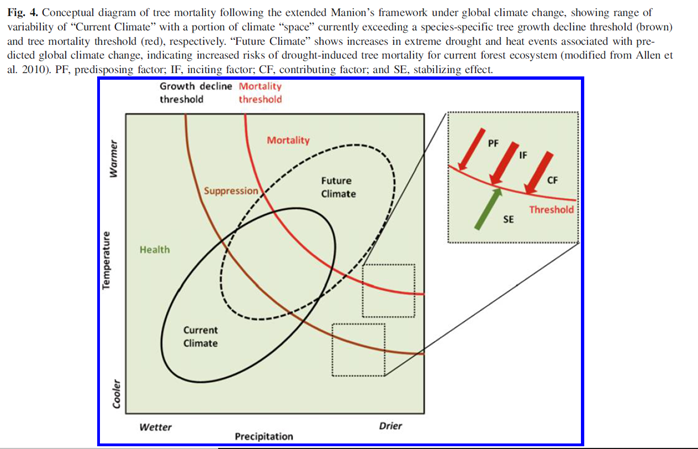 Fig. 4. Conceptual diagram of tree mortality following the extended Manion's framework under global climate change, showing range of
variability of "Current Climate" with a portion of climate "space" currently exceeding a species-specific tree growth decline threshold (brown)
and tree mortality threshold (red), respectively. "Future Climate" shows increases in extreme drought and heat events associated with pre-
dicted global climate change, indicating increased risks of drought-induced tree mortality for current forest ecosystem (modified from Allen et
al. 2010). PF, predisposing factor; IF, inciting factor; CF, contributing factor; and SE, stabilizing effect.
Growth decline Mortality
threshold threshold
Warmer
Mortality
PF
IF
CF
Future
Climate
Suppression
Threshold
SE
Temperature
Health
Current
Climate
Cooler
Wetter
Drier
Precipitation